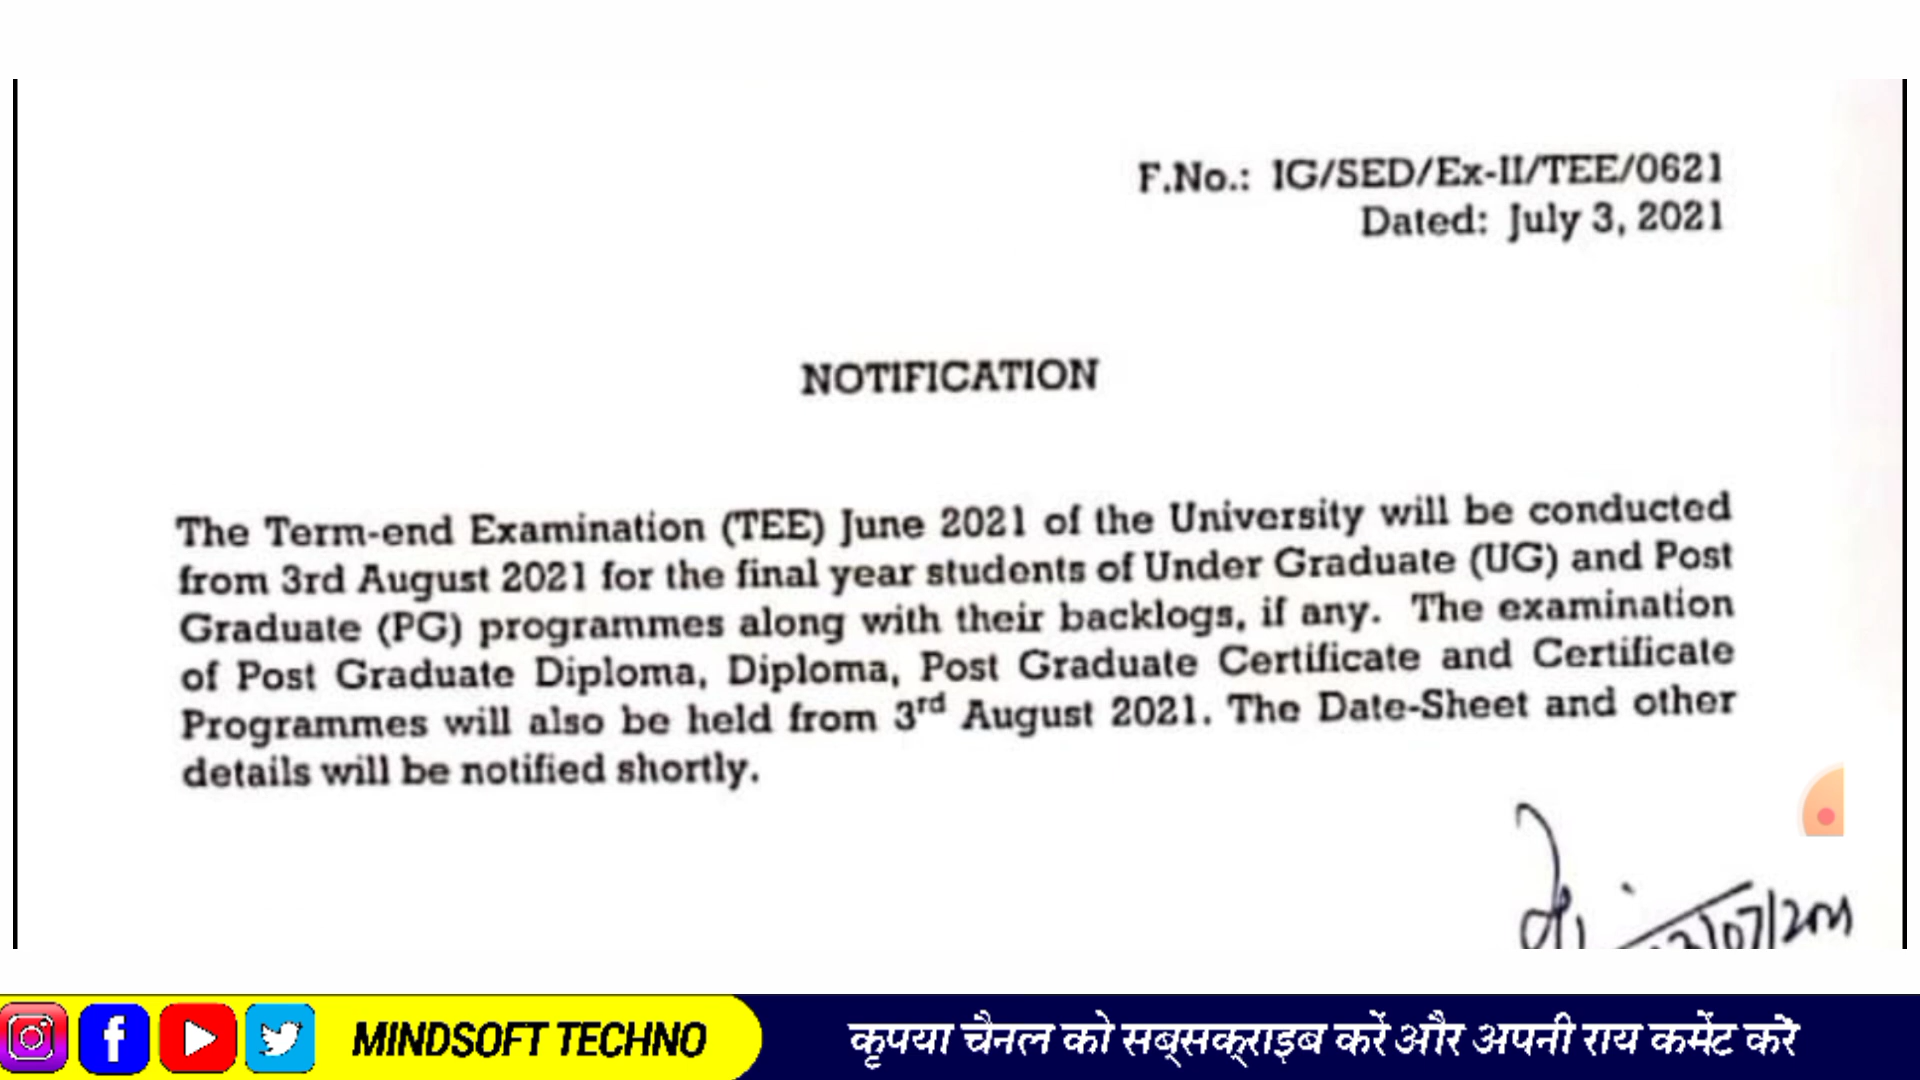 F.No.: IG/SED/Ex-II/TEE/0621
Dated: July 3, 2021
NOTIFICATION
The Term-end Examination (TEE) June 2021 of the University will be conducted
from 3rd August 2021 for the final year students of Under Graduate (UG) and Post
Graduate (PG) programmes along with their backlogs, if any. The examination
of Post Graduate Diploma, Diploma, Post Graduate Certificate and Certificate
Programmes will also be held from 3rd August 2021. The Date-Sheet and other
details will be notified shortly.
MINDSOFT TECHNO
कृपया चैनल को सब्सक्राइब करें और अपनी राय कमेंट करे